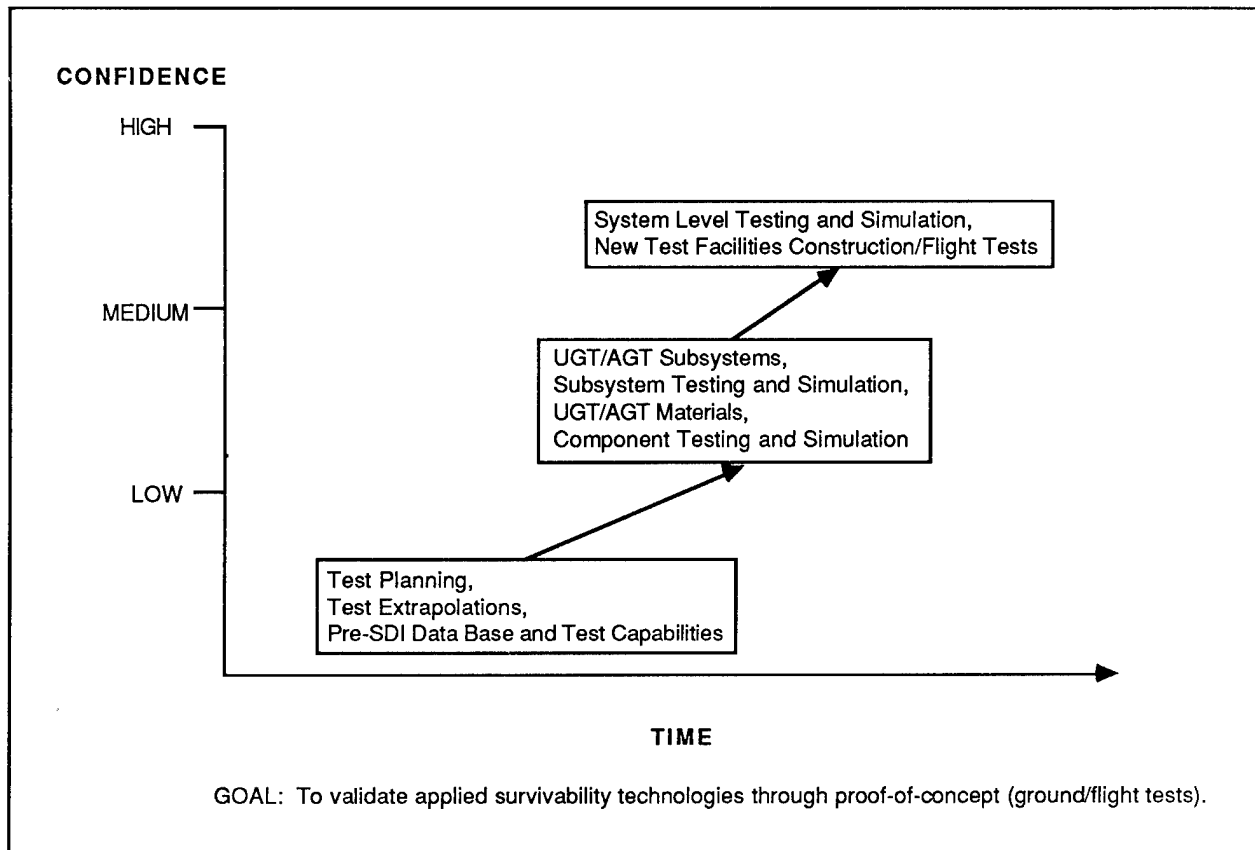 CONFIDENCE
HIGH
System Level Testing and Simulation,
New Test Facilities Construction/Flight Tests
MEDIUM
UGT/AGT Subsystems,
Subsystem Testing and Simulation,
UGT/AGT Materials,
Component Testing and Simulation
LOW
Test Planning,
Test Extrapolations,
Pre-SDI Data Base and Test Capabilities
TIME
GOAL: To validate applied survivability technologies through proof-of-concept (ground/flight tests).